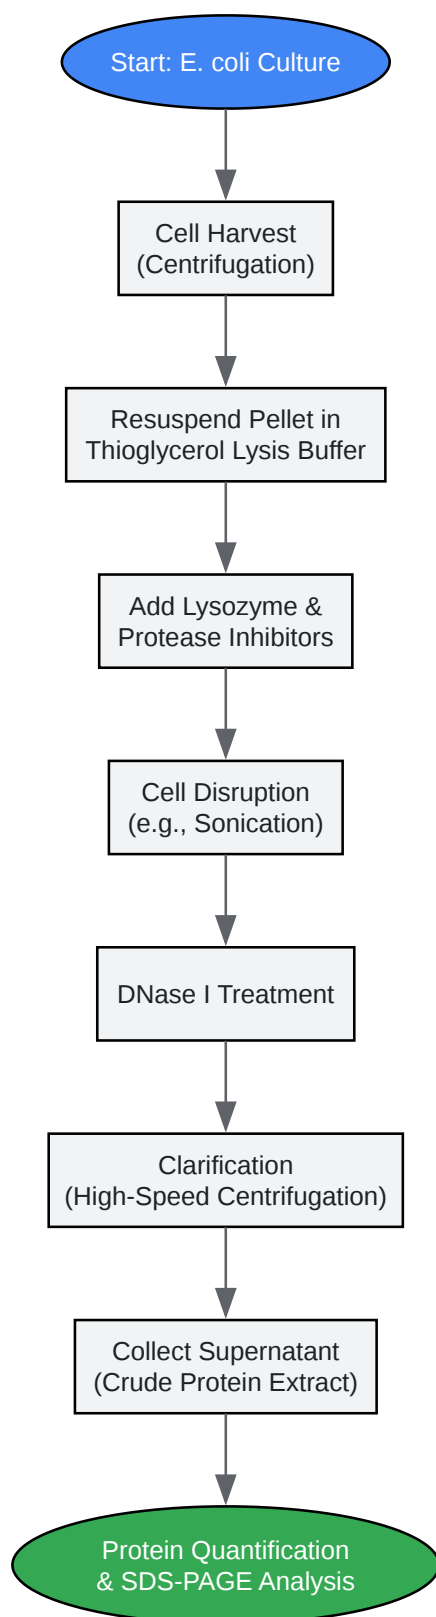 Start: E. coli Culture
Cell Harvest
(Centrifugation)
Resuspend Pellet in
Thioglycerol Lysis Buffer
Add Lysozyme &
Protease Inhibitors
Cell Disruption
(e.g., Sonication)
DNase I Treatment
Clarification
(High-Speed Centrifugation)
Collect Supernatant
(Crude Protein Extract)
Protein Quantification
& SDS-PAGE Analysis